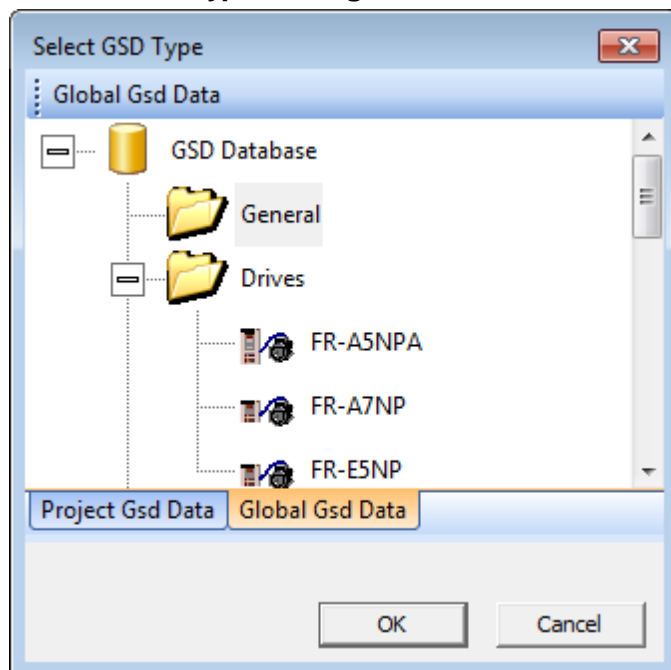 Select GSD Type
Global Gsd Data
GSD Database
General
Drives
FR-A5NPA
FR-A7NP
FR-E5NP
Project Gsd Data Global Gsd Data
OK Cancel